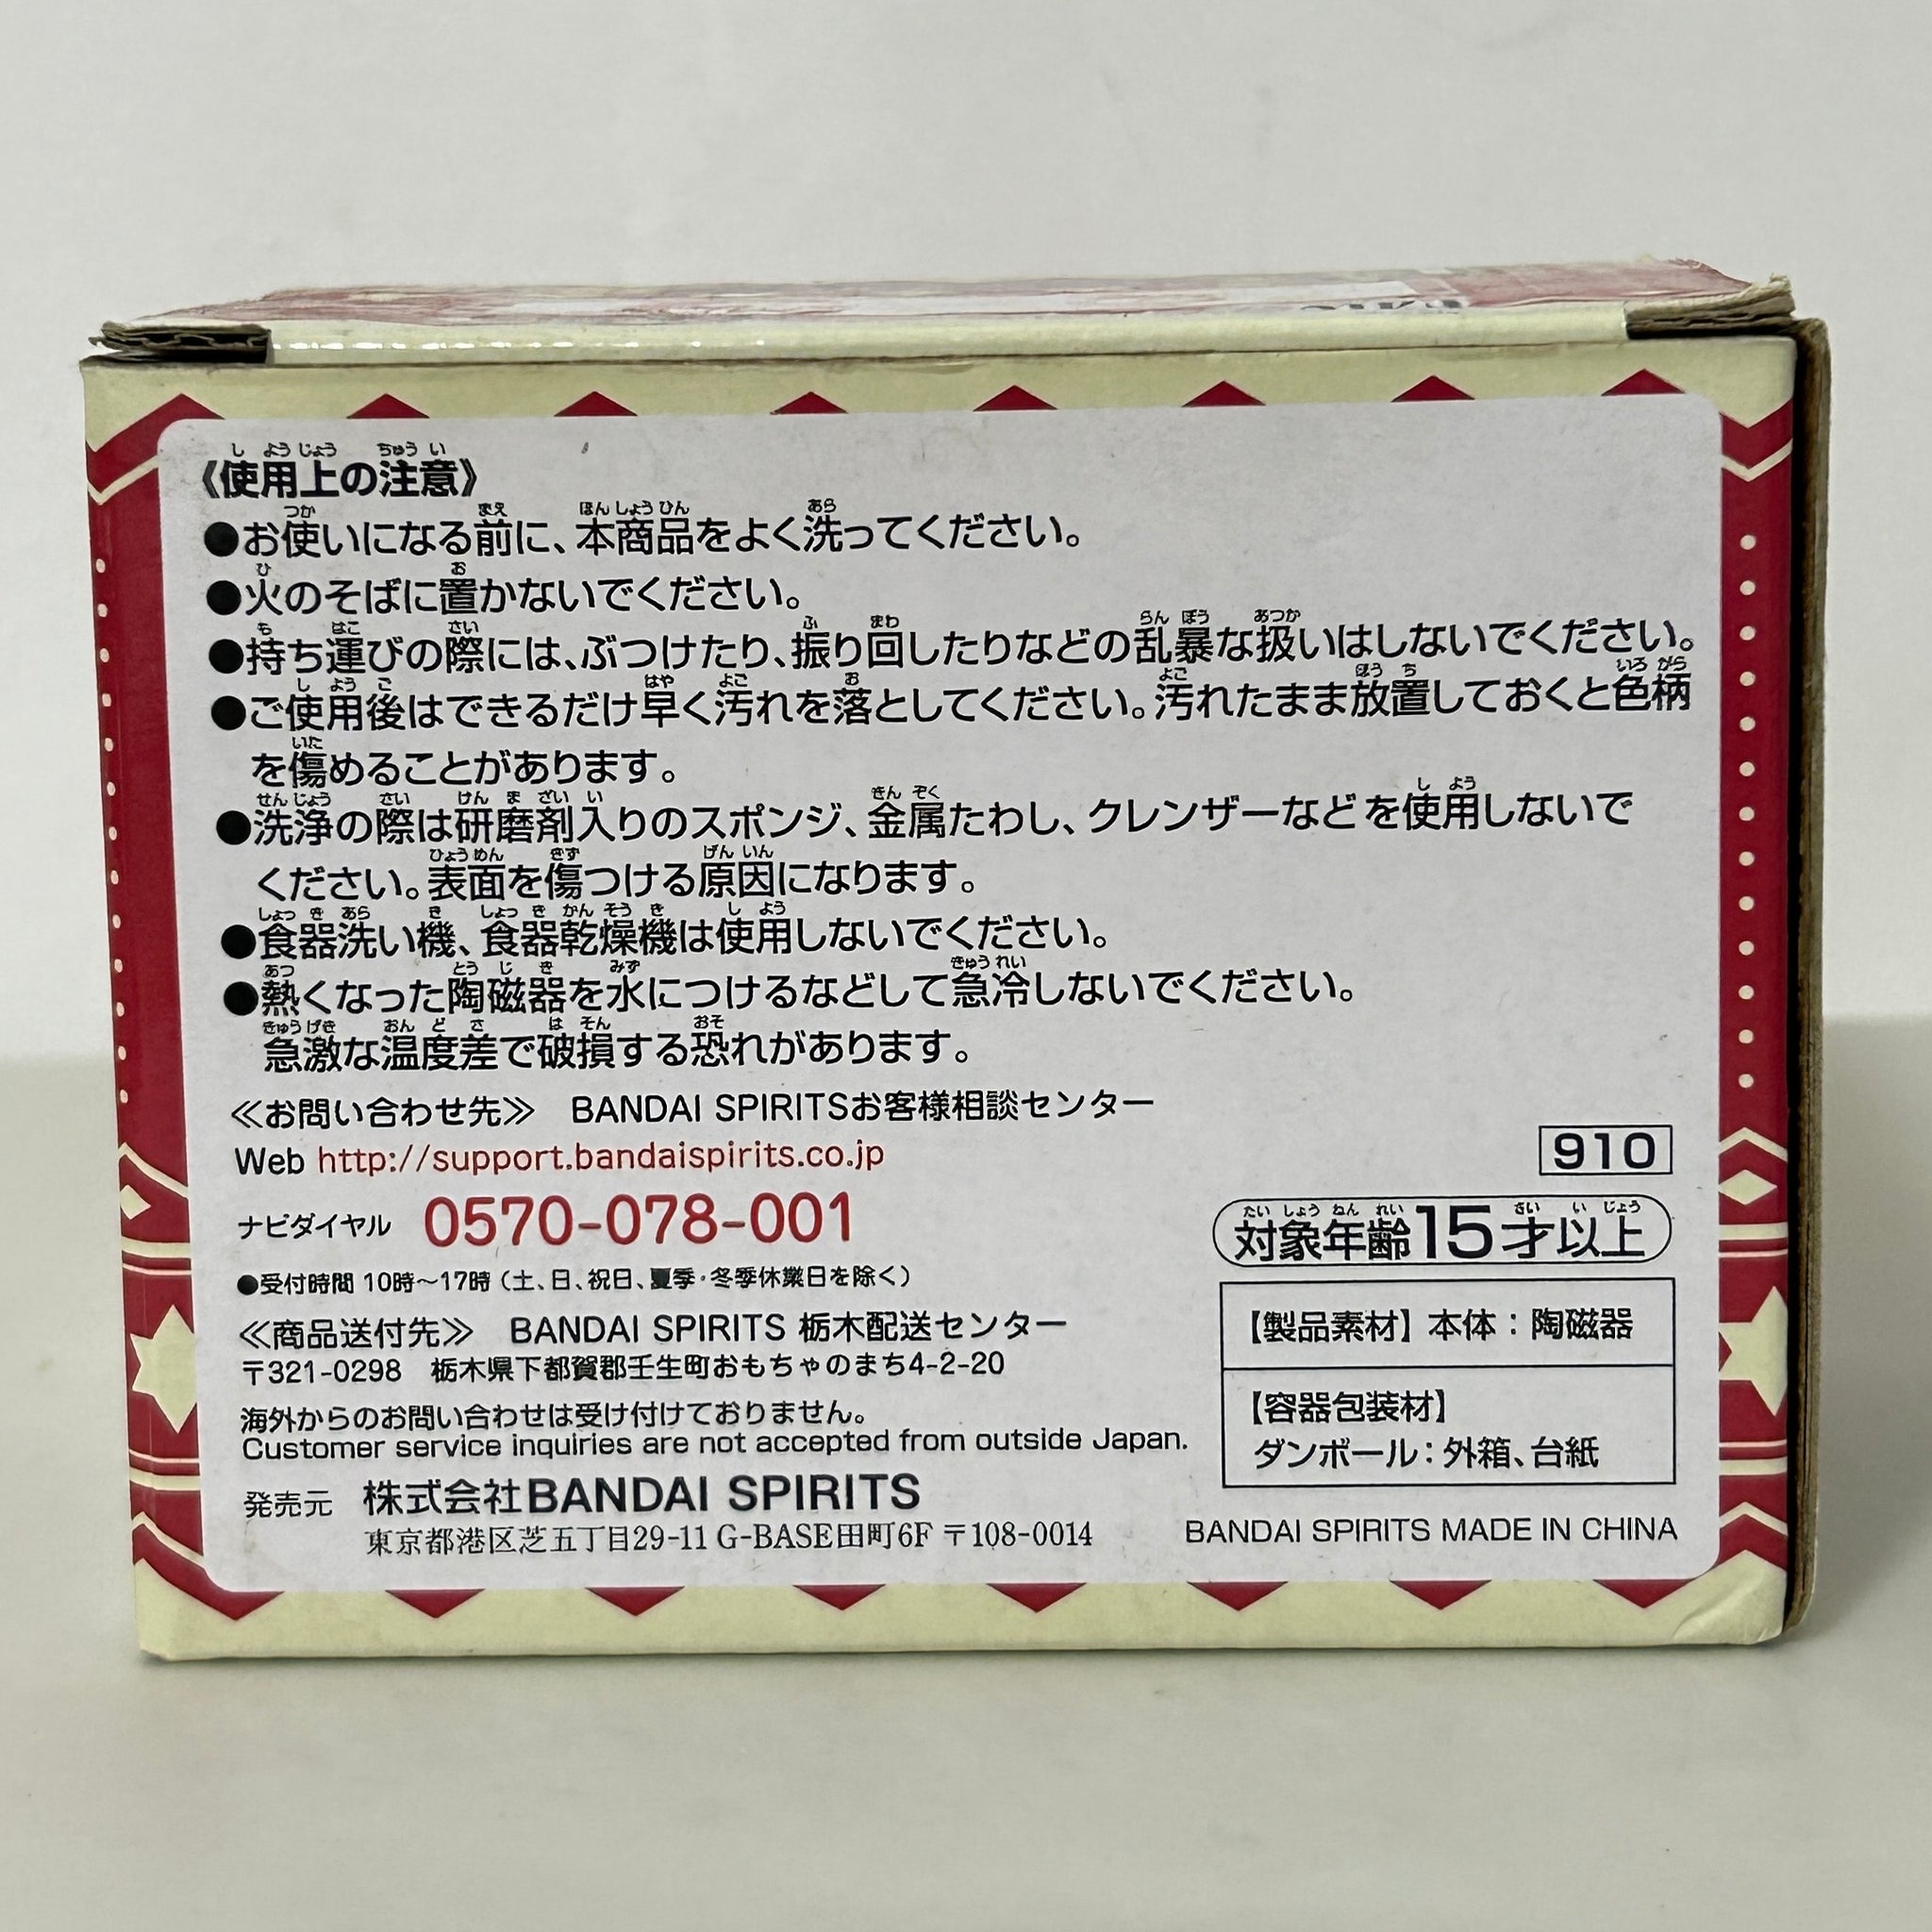 《使用上の注意》
●お使いになる前に、本商品をよく洗ってください。
●火のそばに置かないでください。
●持ち運びの際には、ぶつけたり、振り回したりなどの乱暴な扱いはしないでください。
●ご使用後はできるだけ早く汚れを落としてください。汚れたまま放置しておくと色柄
を傷めることがあります。
●洗浄の際は研磨剤入りのスポンジ、金属たわし、クレンザーなどを使用しないで
ください。表面を傷つける原因になります。
●食器洗い機、食器乾燥機は使用しないでください。
●熱くなった陶磁器を水につけるなどして急冷しないでください。
急激な温度差で破損する恐れがあります。
≪お問い合わせ先≫ BANDAI SPIRITSお客様相談センター
Web http://support.bandaispirits.co.jp
ナビダイヤル 0570-078-001
●受付時間 10時～17時（土、日、祝日、夏季・冬季休業日を除く）
≪商品送付先≫ BANDAI SPIRITS 栃木配送センター
〒321-0298 栃木県下都賀郡壬生町おもちゃのまち4-2-20
海外からのお問い合わせは受け付けておりません。
Customer service inquiries are not accepted from outside Japan.
発売元 株式会社BANDAI SPIRITS
東京都港区芝五丁目29-11 G-BASE田町6F 〒108-0014
910
対象年齢15才以上
【製品素材】本体：陶磁器
【容器包装材】
ダンボール：外箱、台紙
BANDAI SPIRITS MADE IN CHINA